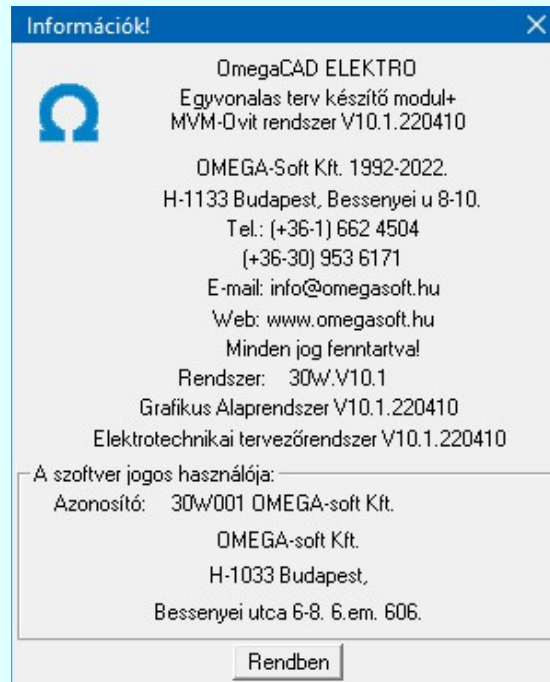 Információk!
OmegaCAD ELEKTRO
Egyvonalas terv készítő modul+
MVM-Ovit rendszer V10.1.220410
OMEGA-Soft Kft. 1992-2022.
H-1133 Budapest, Bessenyei u 8-10.
Tel.: (+36-1) 662 4504
(+36-30) 953 6171
E-mail: info@omegasoft.hu
Web: www.omegasoft.hu
Minden jog fenntartva!
Rendszer: 30W.V10.1
Grafikus Alaprendszer V10.1.220410
Elektrotechnikai tervezőrendszer V10.1.220410
A szoftver jogos használója:
Azonosító: 30W001 OMEGA-soft Kft.
OMEGA-soft Kft.
H-1033 Budapest,
Bessenyei utca 6-8. 6.em. 606.
Rendben